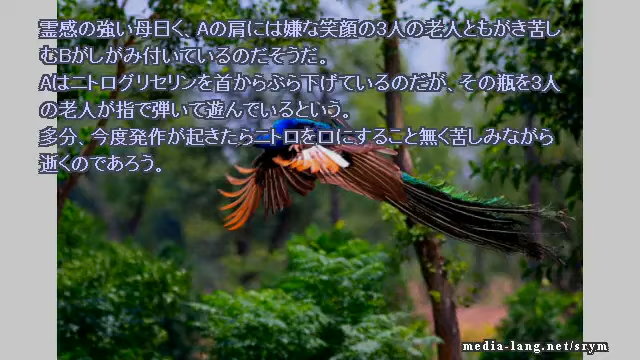 霊感の強い母曰く、Aの肩には嫌な笑顔の3人の老人ともがき苦し
むBがしがみ付いているのだそうだ。
Aはニトログリセリンを首からぶら下げているのだが、その瓶を3人
の老人が指で弾いて遊んでいるという。
多分、今度発作が起きたらニトロを口にすること無く苦しみながら
逝くのであろう。
media-lang.net/srym